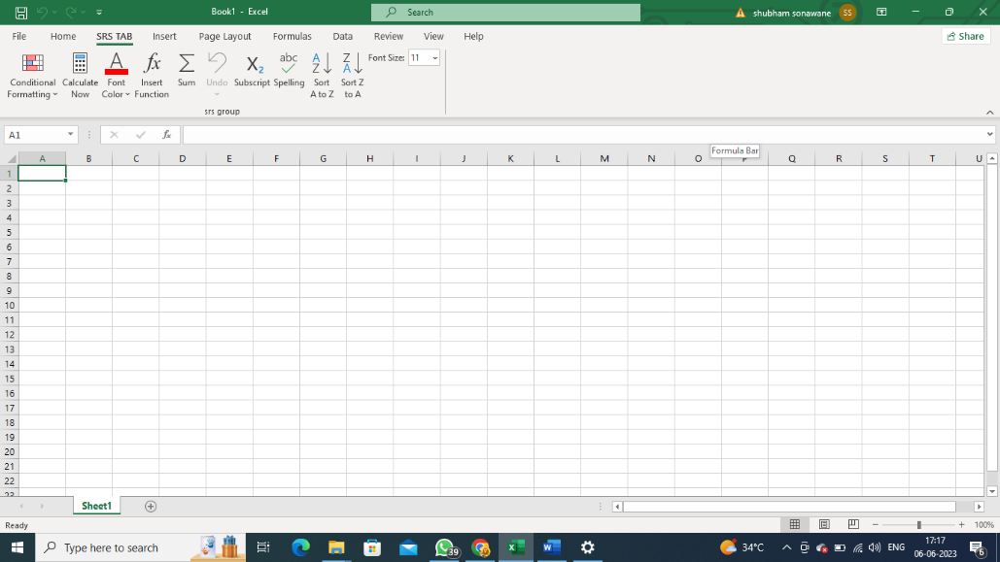 Book1 - Excel
Search
shubham sonawane SS
File Home SRS TAB Insert Page Layout Formulas Data Review View Help Share
Conditional Formatting
Calculate Now
Font Color
Insert Function
Sum
Undo
Subscript
Spelling
Sort A to Z
Sort Z to A
Font Size: 11
srs group
A1
fx
Formula Bar
A B C D E F G H I J K L M N O P Q R S T U
1
2
3
4
5
6
7
8
9
10
11
12
13
14
15
16
17
18
19
20
21
22
23
Sheet1
Ready
100%
Type here to search
39
34°C
ENG
17:17
06-06-2023
6